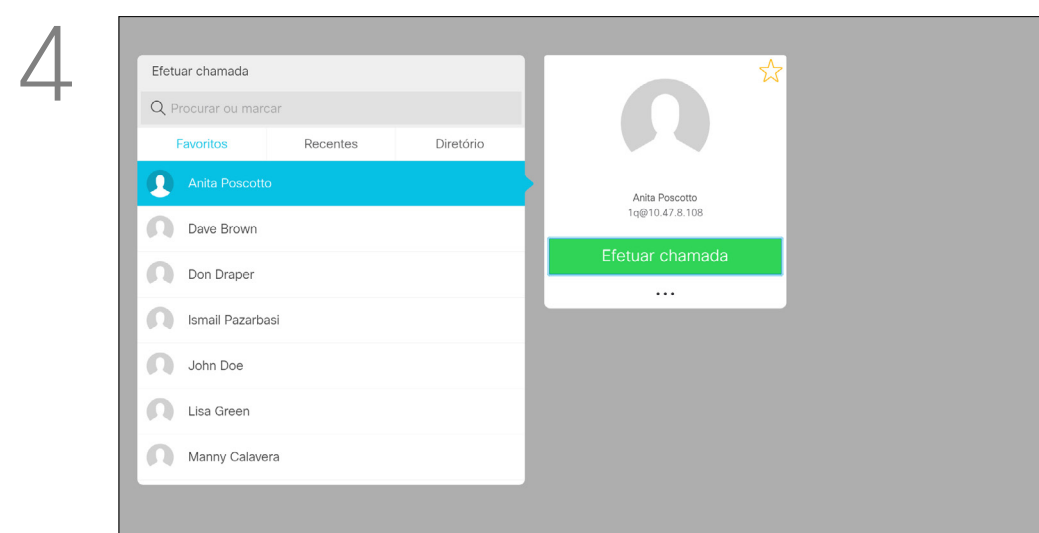 4
Efetuar chamada
Procurar ou marcar
Favoritos Recentes Diretório
Anita Poscotto
Dave Brown
Don Draper
Ismail Pazarbasi
John Doe
Lisa Green
Manny Calavera
Anita Poscotto
1q@10.47.8.108
Efetuar chamada
...